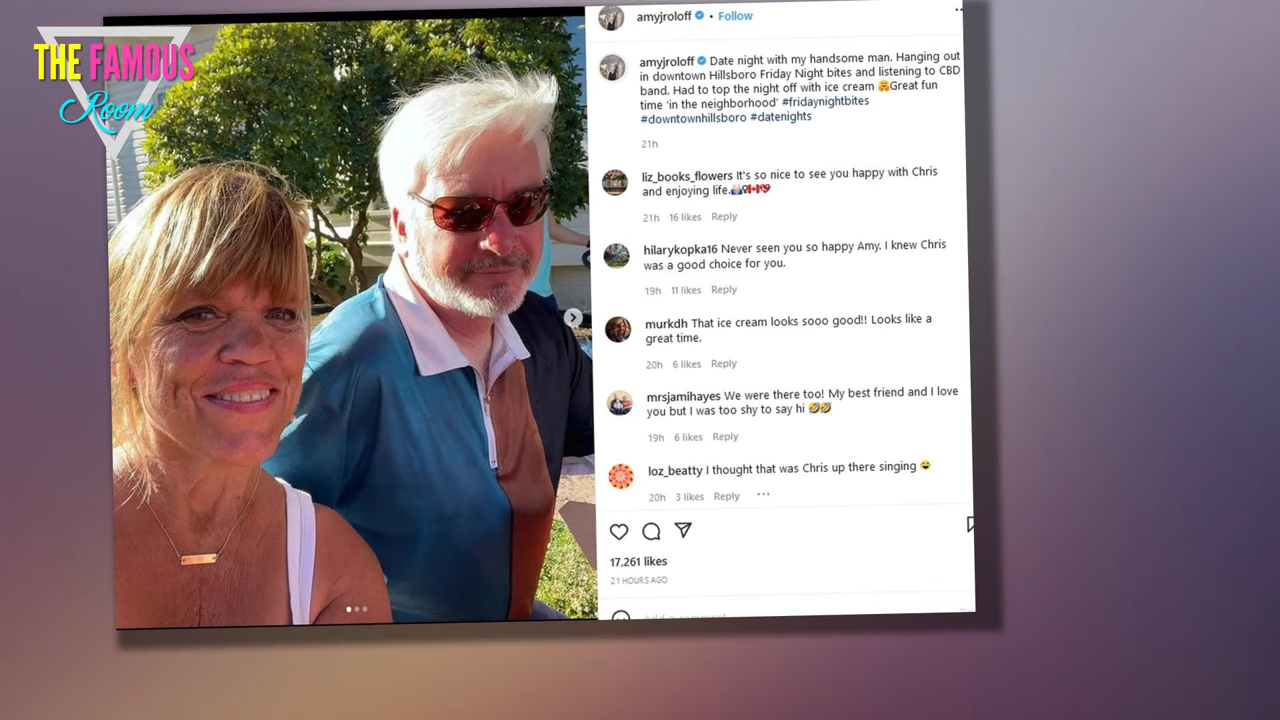 THE FAMOUS
Room
amyjroloff • Follow
amyjroloff Date night with my handsome man. Hanging out
in downtown Hillsboro Friday Night bites and listening to CBD
band. Had to top the night off with ice cream 🤗Great fun
time 'in the neighborhood' #fridaynightbites
#downtownhillsboro #datenights
21h
liz_books_flowers It's so nice to see you happy with Chris
and enjoying life.
21h 16 likes Reply
hilarykopka16 Never seen you so happy Amy. I knew Chris
was a good choice for you.
19h 11 likes Reply
murkdh That ice cream looks sooo good!! Looks like a
great time.
20h 6 likes Reply
mrsjamihayes We were there too! My best friend and I love
you but I was too shy to say hi 🤣🤣
19h 6 likes Reply
loz_beatty I thought that was Chris up there singing 😂
20h 3 likes Reply
17,261 likes
21 HOURS AGO